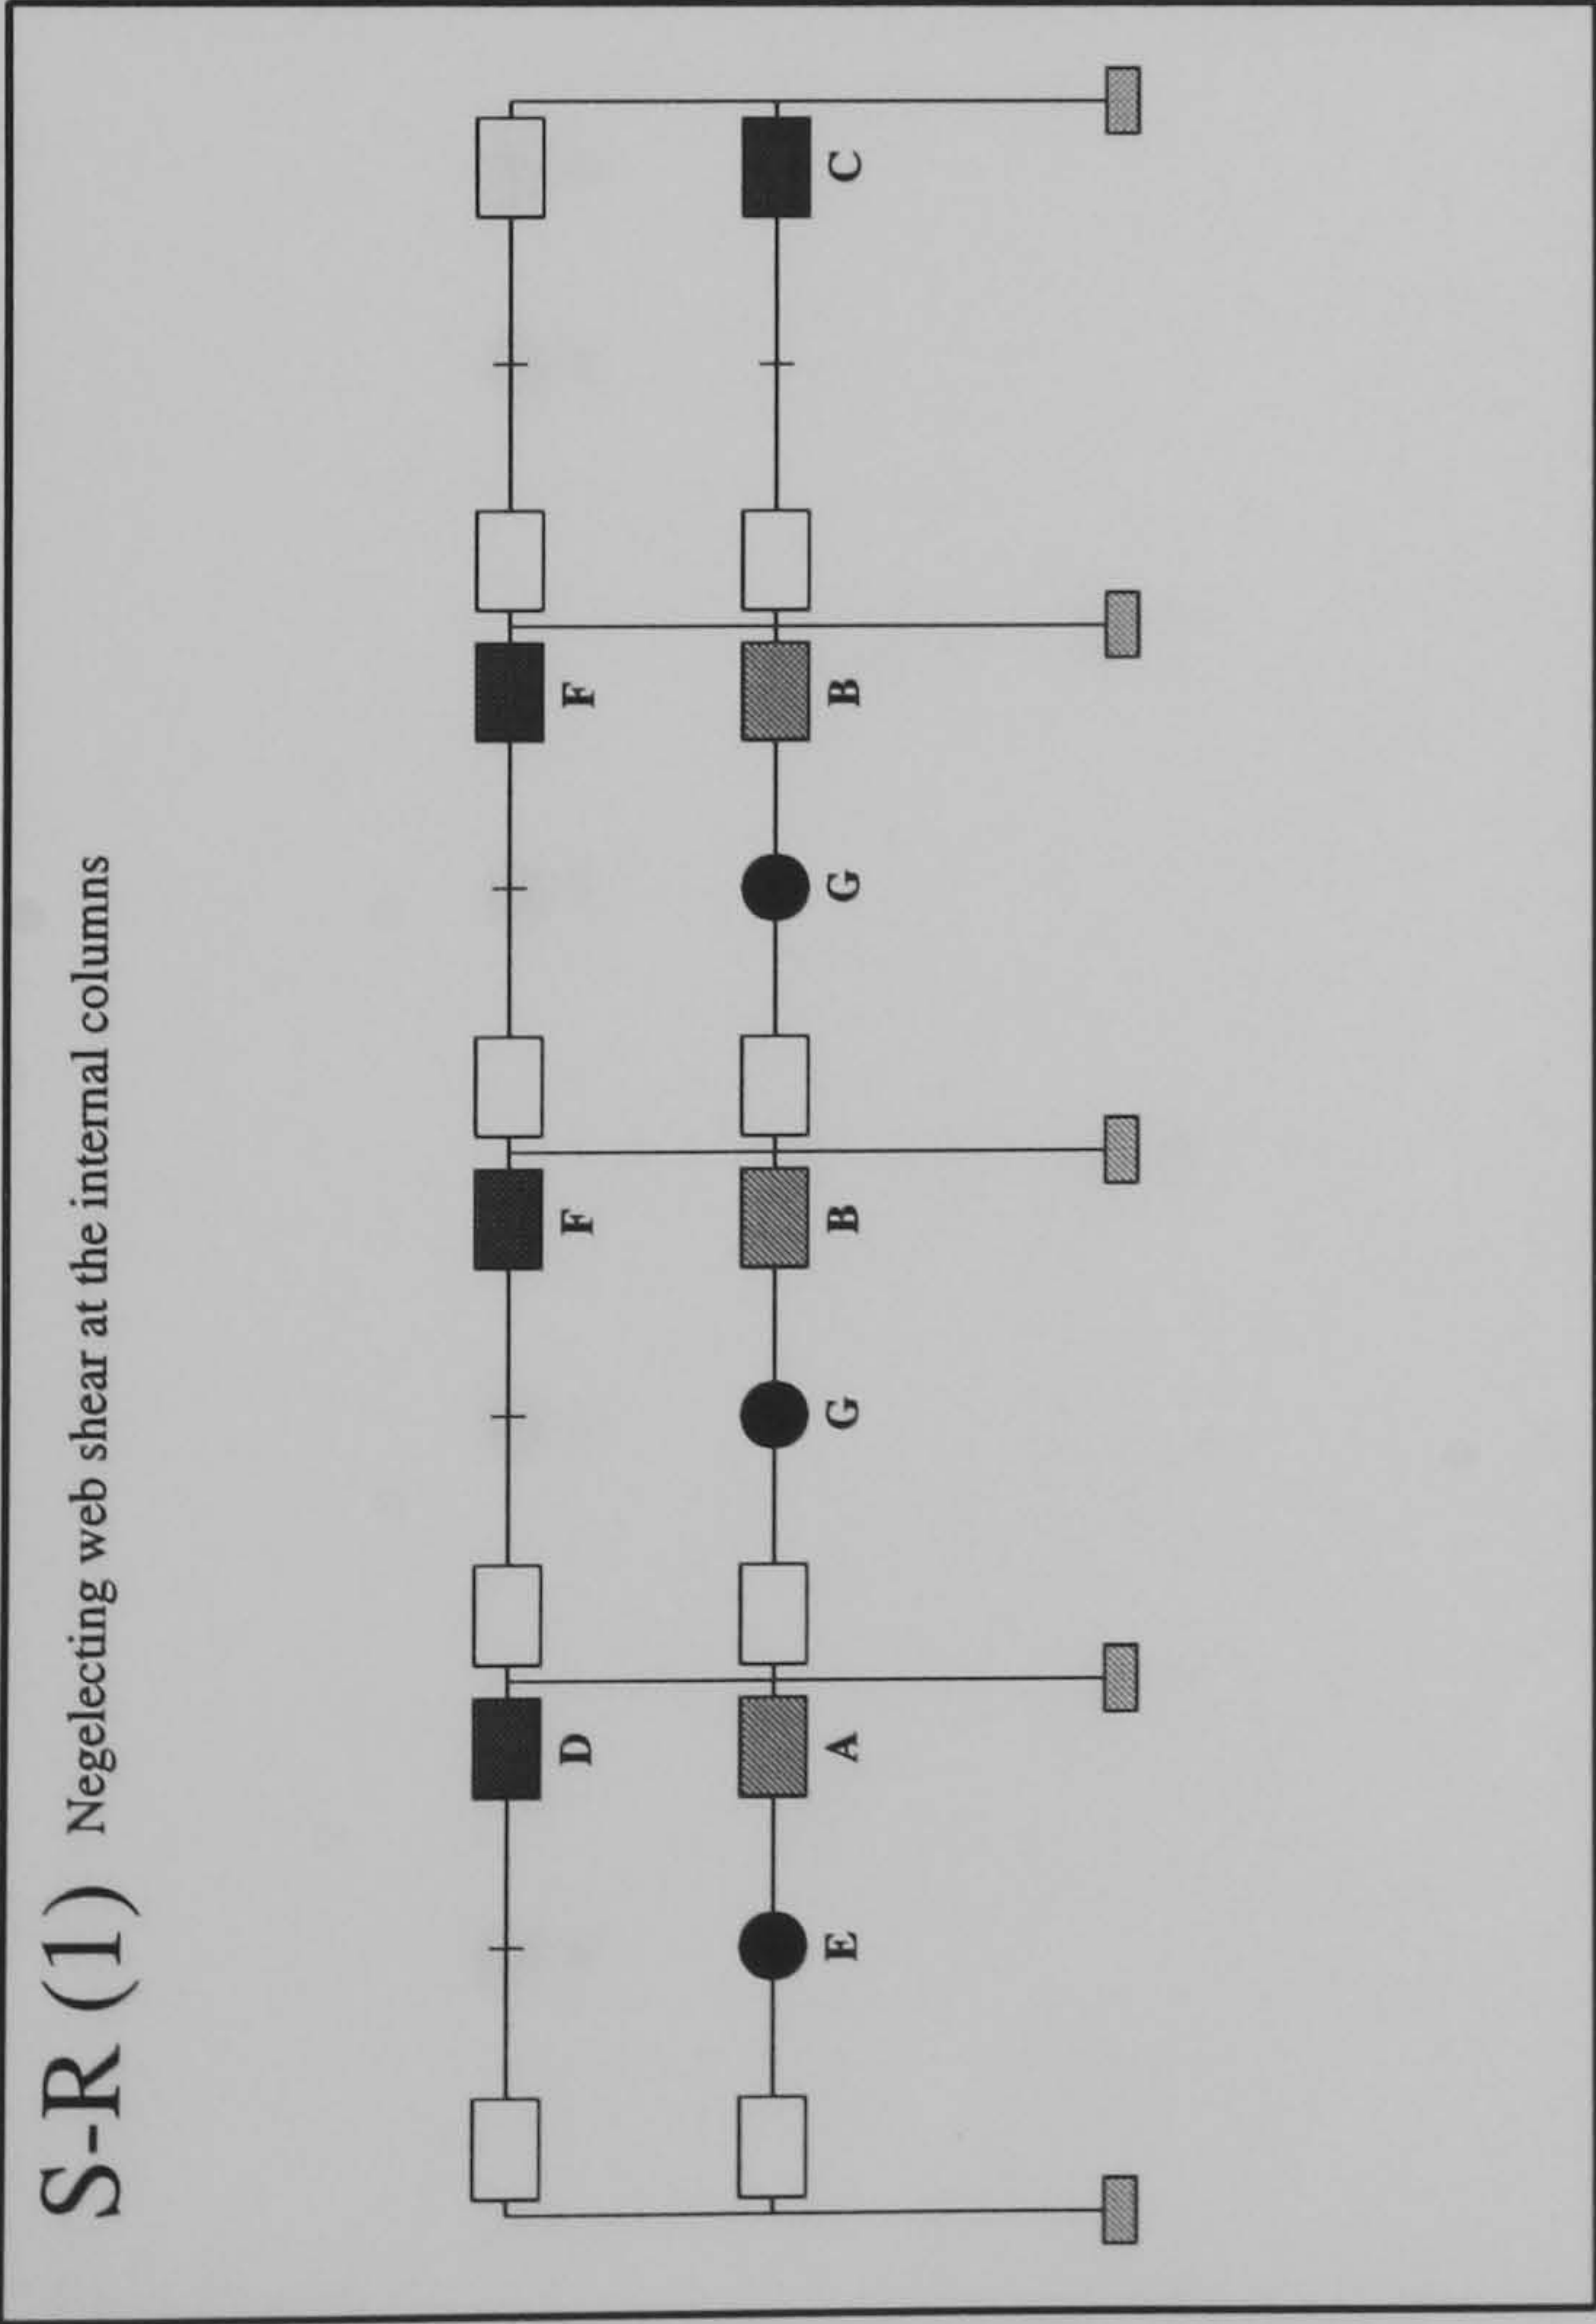 S-R (1) Negelecting web shear at the internal columns
D F F
E A G B G B C